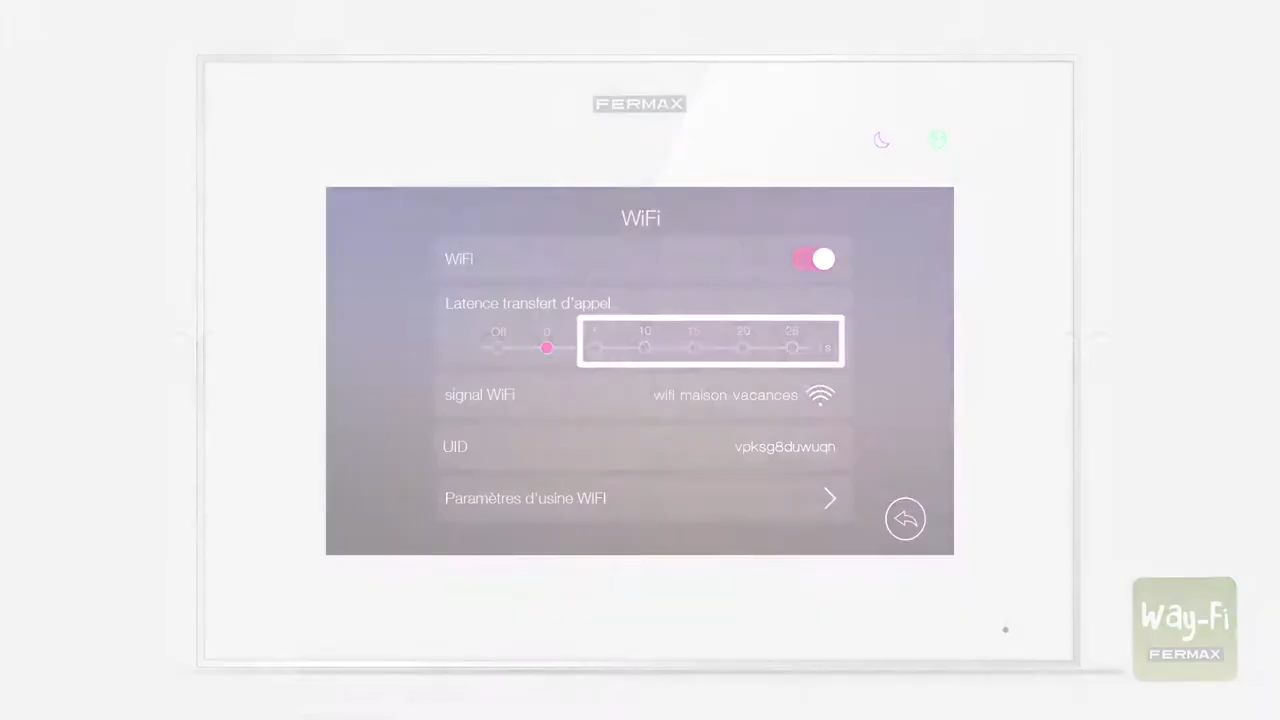 FERMAX
WiFi
WiFi
Latence transfert d'appel
Off 0 5 10 15 20 25
s
signal WiFi wifi maison vacances
UID vpksg8duwuqn
Paramètres d'usine WIFI
Way-Fi
FERMAX